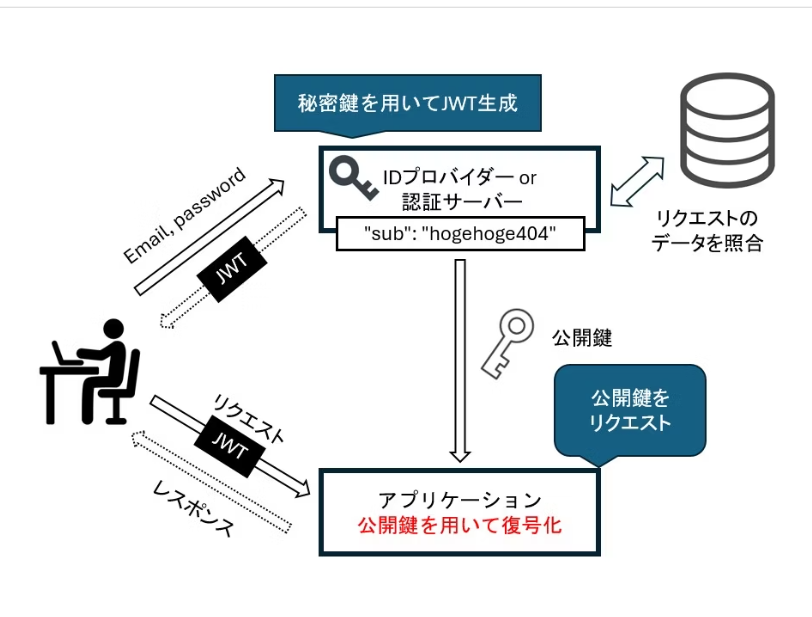 秘密鍵を用いてJWT生成
IDプロバイダー or
認証サーバー
"sub": "hogehoge404"
リクエストの
データを照合
Email, password
JWT
公開鍵
公開鍵を
リクエスト
リクエスト
JWT
レスポンス
アプリケーション
公開鍵を用いて復号化